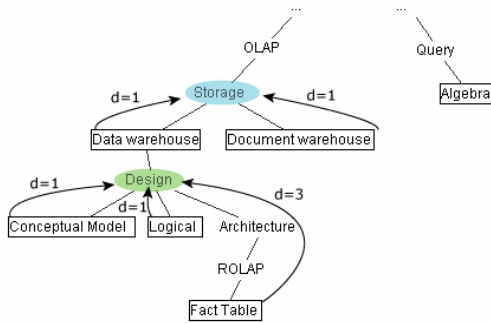 ... ...
OLAP Query
Storage Algebra
d=1 d=1
Data warehouse Document warehouse
d=1 Design d=3
d=1
Conceptual Model Logical Architecture
ROLAP
Fact Table